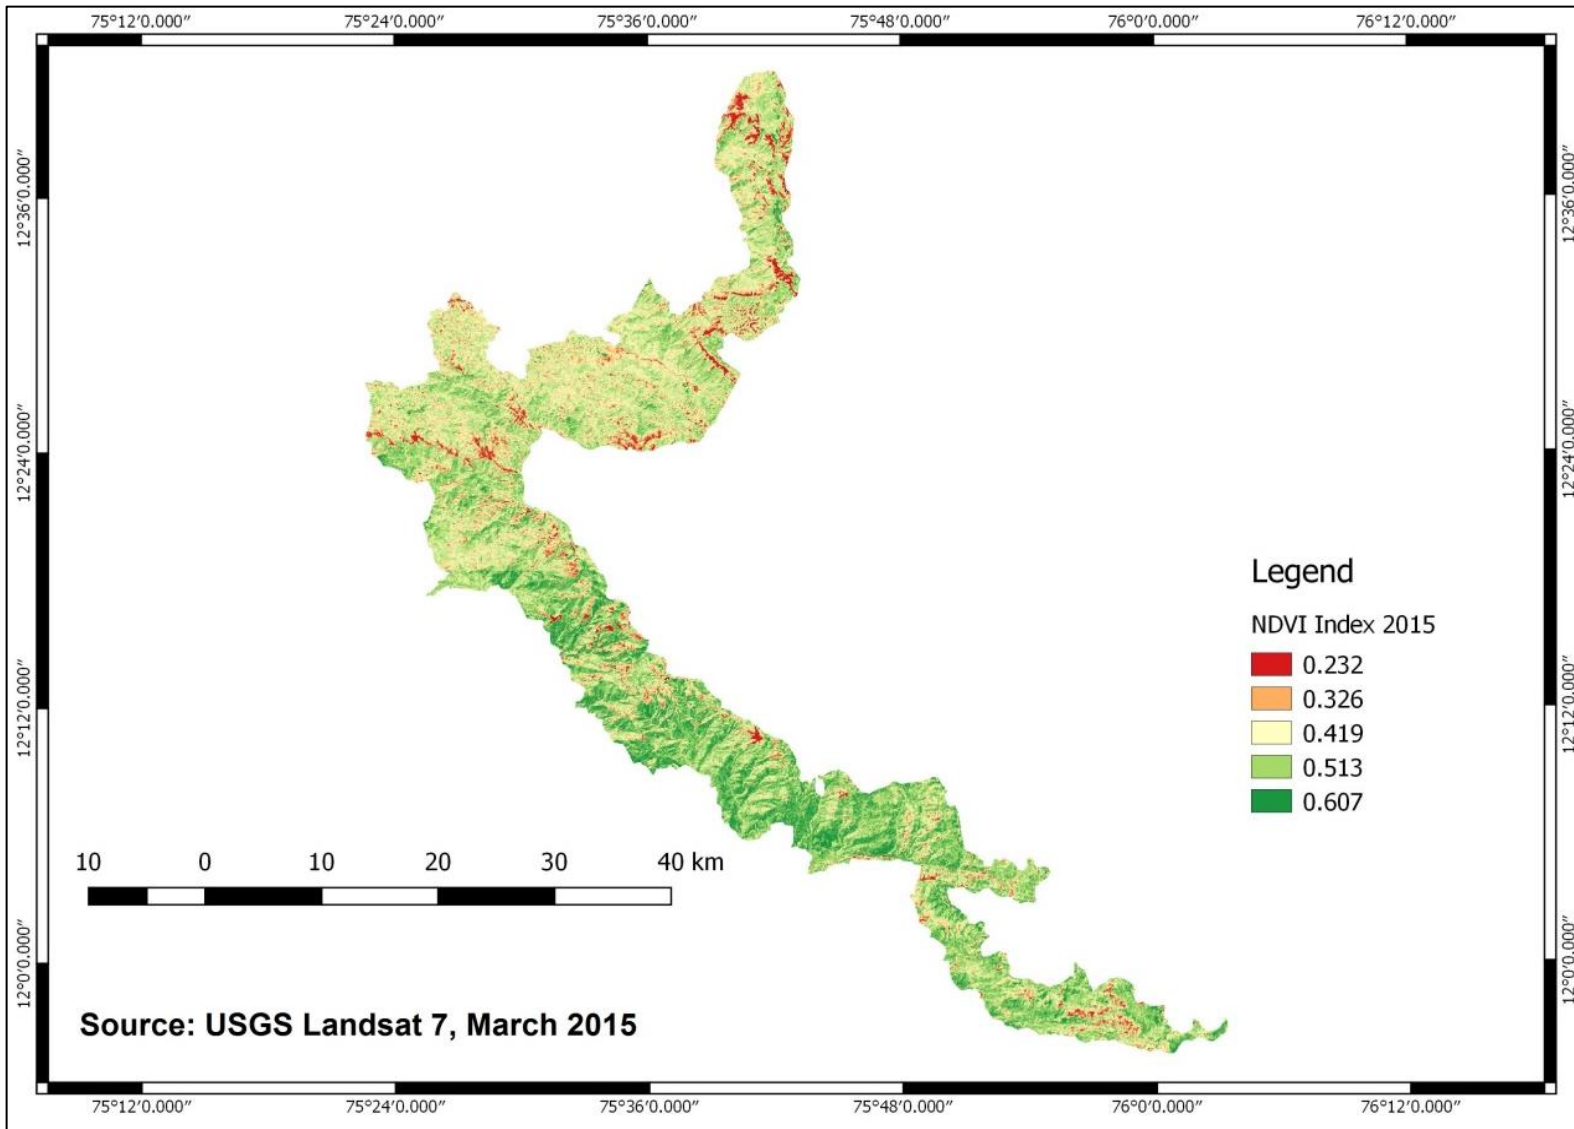 75°12′0.000″ 75°24′0.000″ 75°36′0.000″ 75°48′0.000″ 76°0′0.000″ 76°12′0.000″
12°36′0.000″ 12°36′0.000″
12°24′0.000″ 12°24′0.000″
Legend
NDVI Index 2015
0.232
0.326
0.419
0.513
0.607
12°12′0.000″ 12°12′0.000″
10 0 10 20 30 40 km
12°0′0.000″ 12°0′0.000″
Source: USGS Landsat 7, March 2015
75°12′0.000″ 75°24′0.000″ 75°36′0.000″ 75°48′0.000″ 76°0′0.000″ 76°12′0.000″